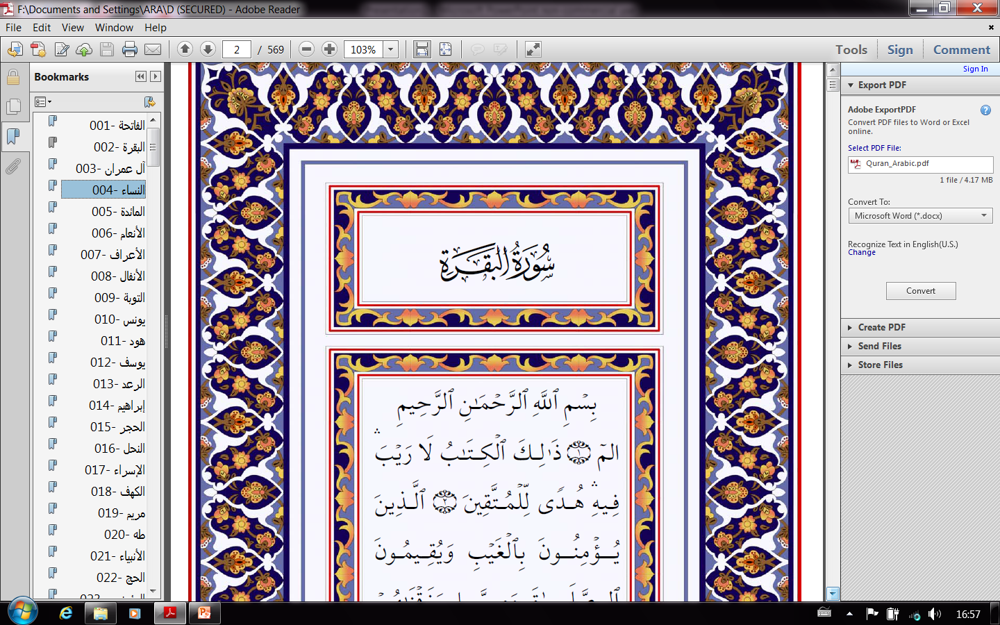 F:\Documents and Settings\ARA\D (SECURED) - Adobe Reader
File Edit View Window Help
2 / 569 103% Tools Sign Comment
Bookmarks
001- الفاتحة
002- البقرة
003- آل عمران
004- النساء
005- المائدة
006- الأنعام
007- الأعراف
008- الأنفال
009- التوبة
010- يونس
011- هود
012- يوسف
013- الرعد
014- إبراهيم
015- الحجر
016- النحل
017- الإسراء
018- الكهف
019- مريم
020- طه
021- الأنبياء
022- الحج
سُورَةُ البَقَرَةِ
بِسْمِ ٱللَّهِ ٱلرَّحْمَـٰنِ ٱلرَّحِيمِ
الٓمٓ ١ ذَٰلِكَ ٱلْكِتَـٰبُ لَا رَيْبَ ۛ
فِيهِ ۛ هُدًى لِّلْمُتَّقِينَ ٢ ٱلَّذِينَ
يُؤْمِنُونَ بِٱلْغَيْبِ وَيُقِيمُونَ
Sign In
Export PDF
Adobe ExportPDF
Convert PDF files to Word or Excel
online.
Select PDF File:
Quran_Arabic.pdf
1 file / 4.17 MB
Convert To:
Microsoft Word (*.docx)
Recognize Text in English(U.S.)
Change
Convert
Create PDF
Send Files
Store Files
16:57